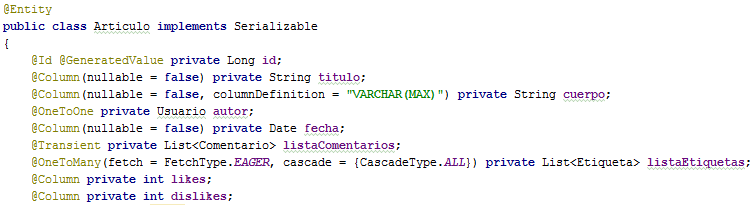 @Entity
public class Articulo implements Serializable
{
@Id @GeneratedValue private Long id;
@Column(nullable = false) private String titulo;
@Column(nullable = false, columnDefinition = "VARCHAR(MAX)") private String cuerpo;
@OneToOne private Usuario autor;
@Column(nullable = false) private Date fecha;
@Transient private List<Comentario> listaComentarios;
@OneToMany(fetch = FetchType.EAGER, cascade = {CascadeType.ALL}) private List<Etiqueta> listaEtiquetas;
@Column private int likes;
@Column private int dislikes;